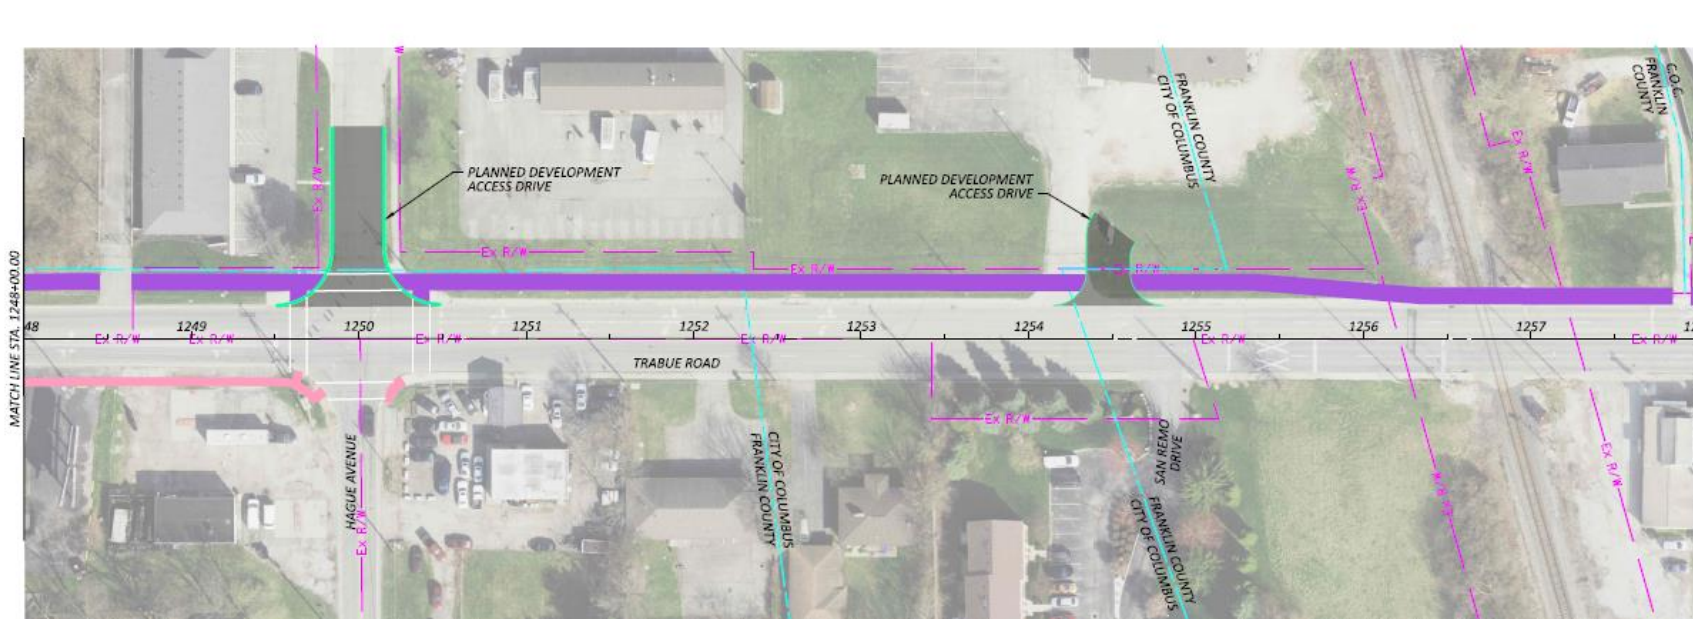 MATCH LINE STA. 1248+00.00
PLANNED DEVELOPMENT
ACCESS DRIVE
PLANNED DEVELOPMENT
ACCESS DRIVE
FRANKLIN COUNTY
CITY OF COLUMBUS
C.O.C.
FRANKLIN
COUNTY
W
Ex R/W
Ex R/W
Ex R/W
Ex R/W
Ex R/W
R/W
48
1249
1250
1251
1252
1253
1254
1255
1256
1257
Ex R/W
Ex R/W
Ex R/W
Ex R/W
Ex R/W
Ex R/W
TRABUE ROAD
Ex R/W
HAGUE AVENUE
Ex R/W
CITY OF COLUMBUS
FRANKLIN COUNTY
SAN REMO
DRIVE
FRANKLIN COUNTY
CITY OF COLUMBUS
Ex R/W
Ex R/W